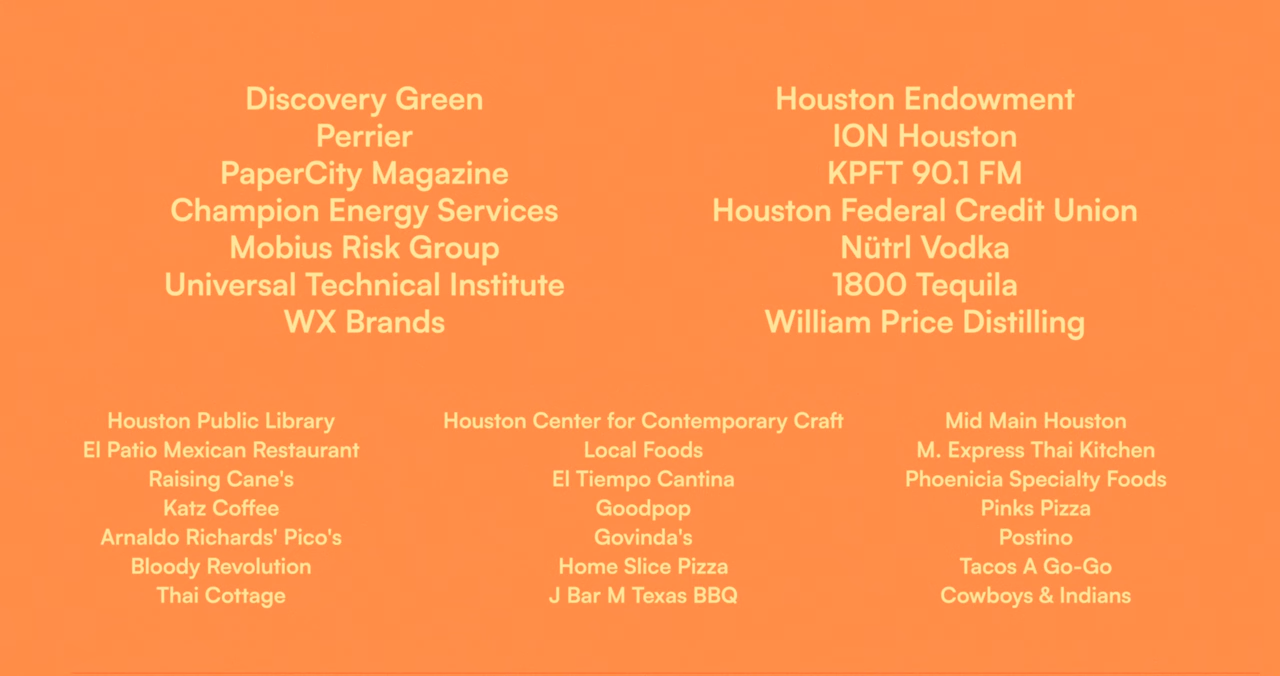 Discovery Green
Perrier
PaperCity Magazine
Champion Energy Services
Mobius Risk Group
Universal Technical Institute
WX Brands
Houston Endowment
ION Houston
KPFT 90.1 FM
Houston Federal Credit Union
Nütrl Vodka
1800 Tequila
William Price Distilling
Houston Public Library
El Patio Mexican Restaurant
Raising Cane's
Katz Coffee
Arnaldo Richards' Pico's
Bloody Revolution
Thai Cottage
Houston Center for Contemporary Craft
Local Foods
El Tiempo Cantina
Goodpop
Govinda's
Home Slice Pizza
J Bar M Texas BBQ
Mid Main Houston
M. Express Thai Kitchen
Phoenicia Specialty Foods
Pinks Pizza
Postino
Tacos A Go-Go
Cowboys & Indians